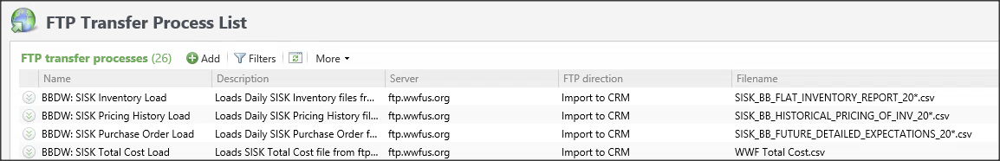 FTP Transfer Process List
FTP transfer processes (26) Add Filters More
Name Description Server FTP direction Filename
BBDW: SISK Inventory Load Loads Daily SISK Inventory files fr... ftp.wwfus.org Import to CRM SISK_BB_FLAT_INVENTORY_REPORT_20*.csv
BBDW: SISK Pricing History Load Loads Daily SISK Pricing History fil... ftp.wwfus.org Import to CRM SISK_BB_HISTORICAL_PRICING_OF_INV_20*.csv
BBDW: SISK Purchase Order Load Loads Daily SISK Purchase Order f... ftp.wwfus.org Import to CRM SISK_BB_FUTURE_DETAILED_EXPECTATIONS_20*.csv
BBDW: SISK Total Cost Load Loads SISK Total Cost file from ftp... ftp.wwfus.org Import to CRM WWF Total Cost.csv